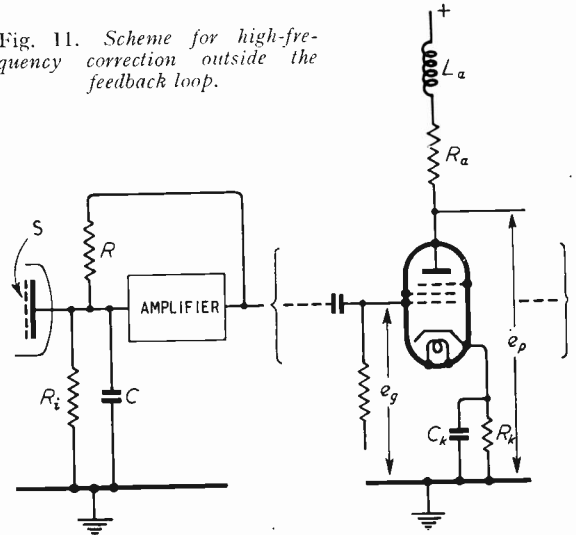 Fig. 11. Scheme for high-fre-
quency correction outside the
feedback loop.
+
La
Ra
S
R
AMPLIFIER
Ri
C
eg
ep
Ck
Rk